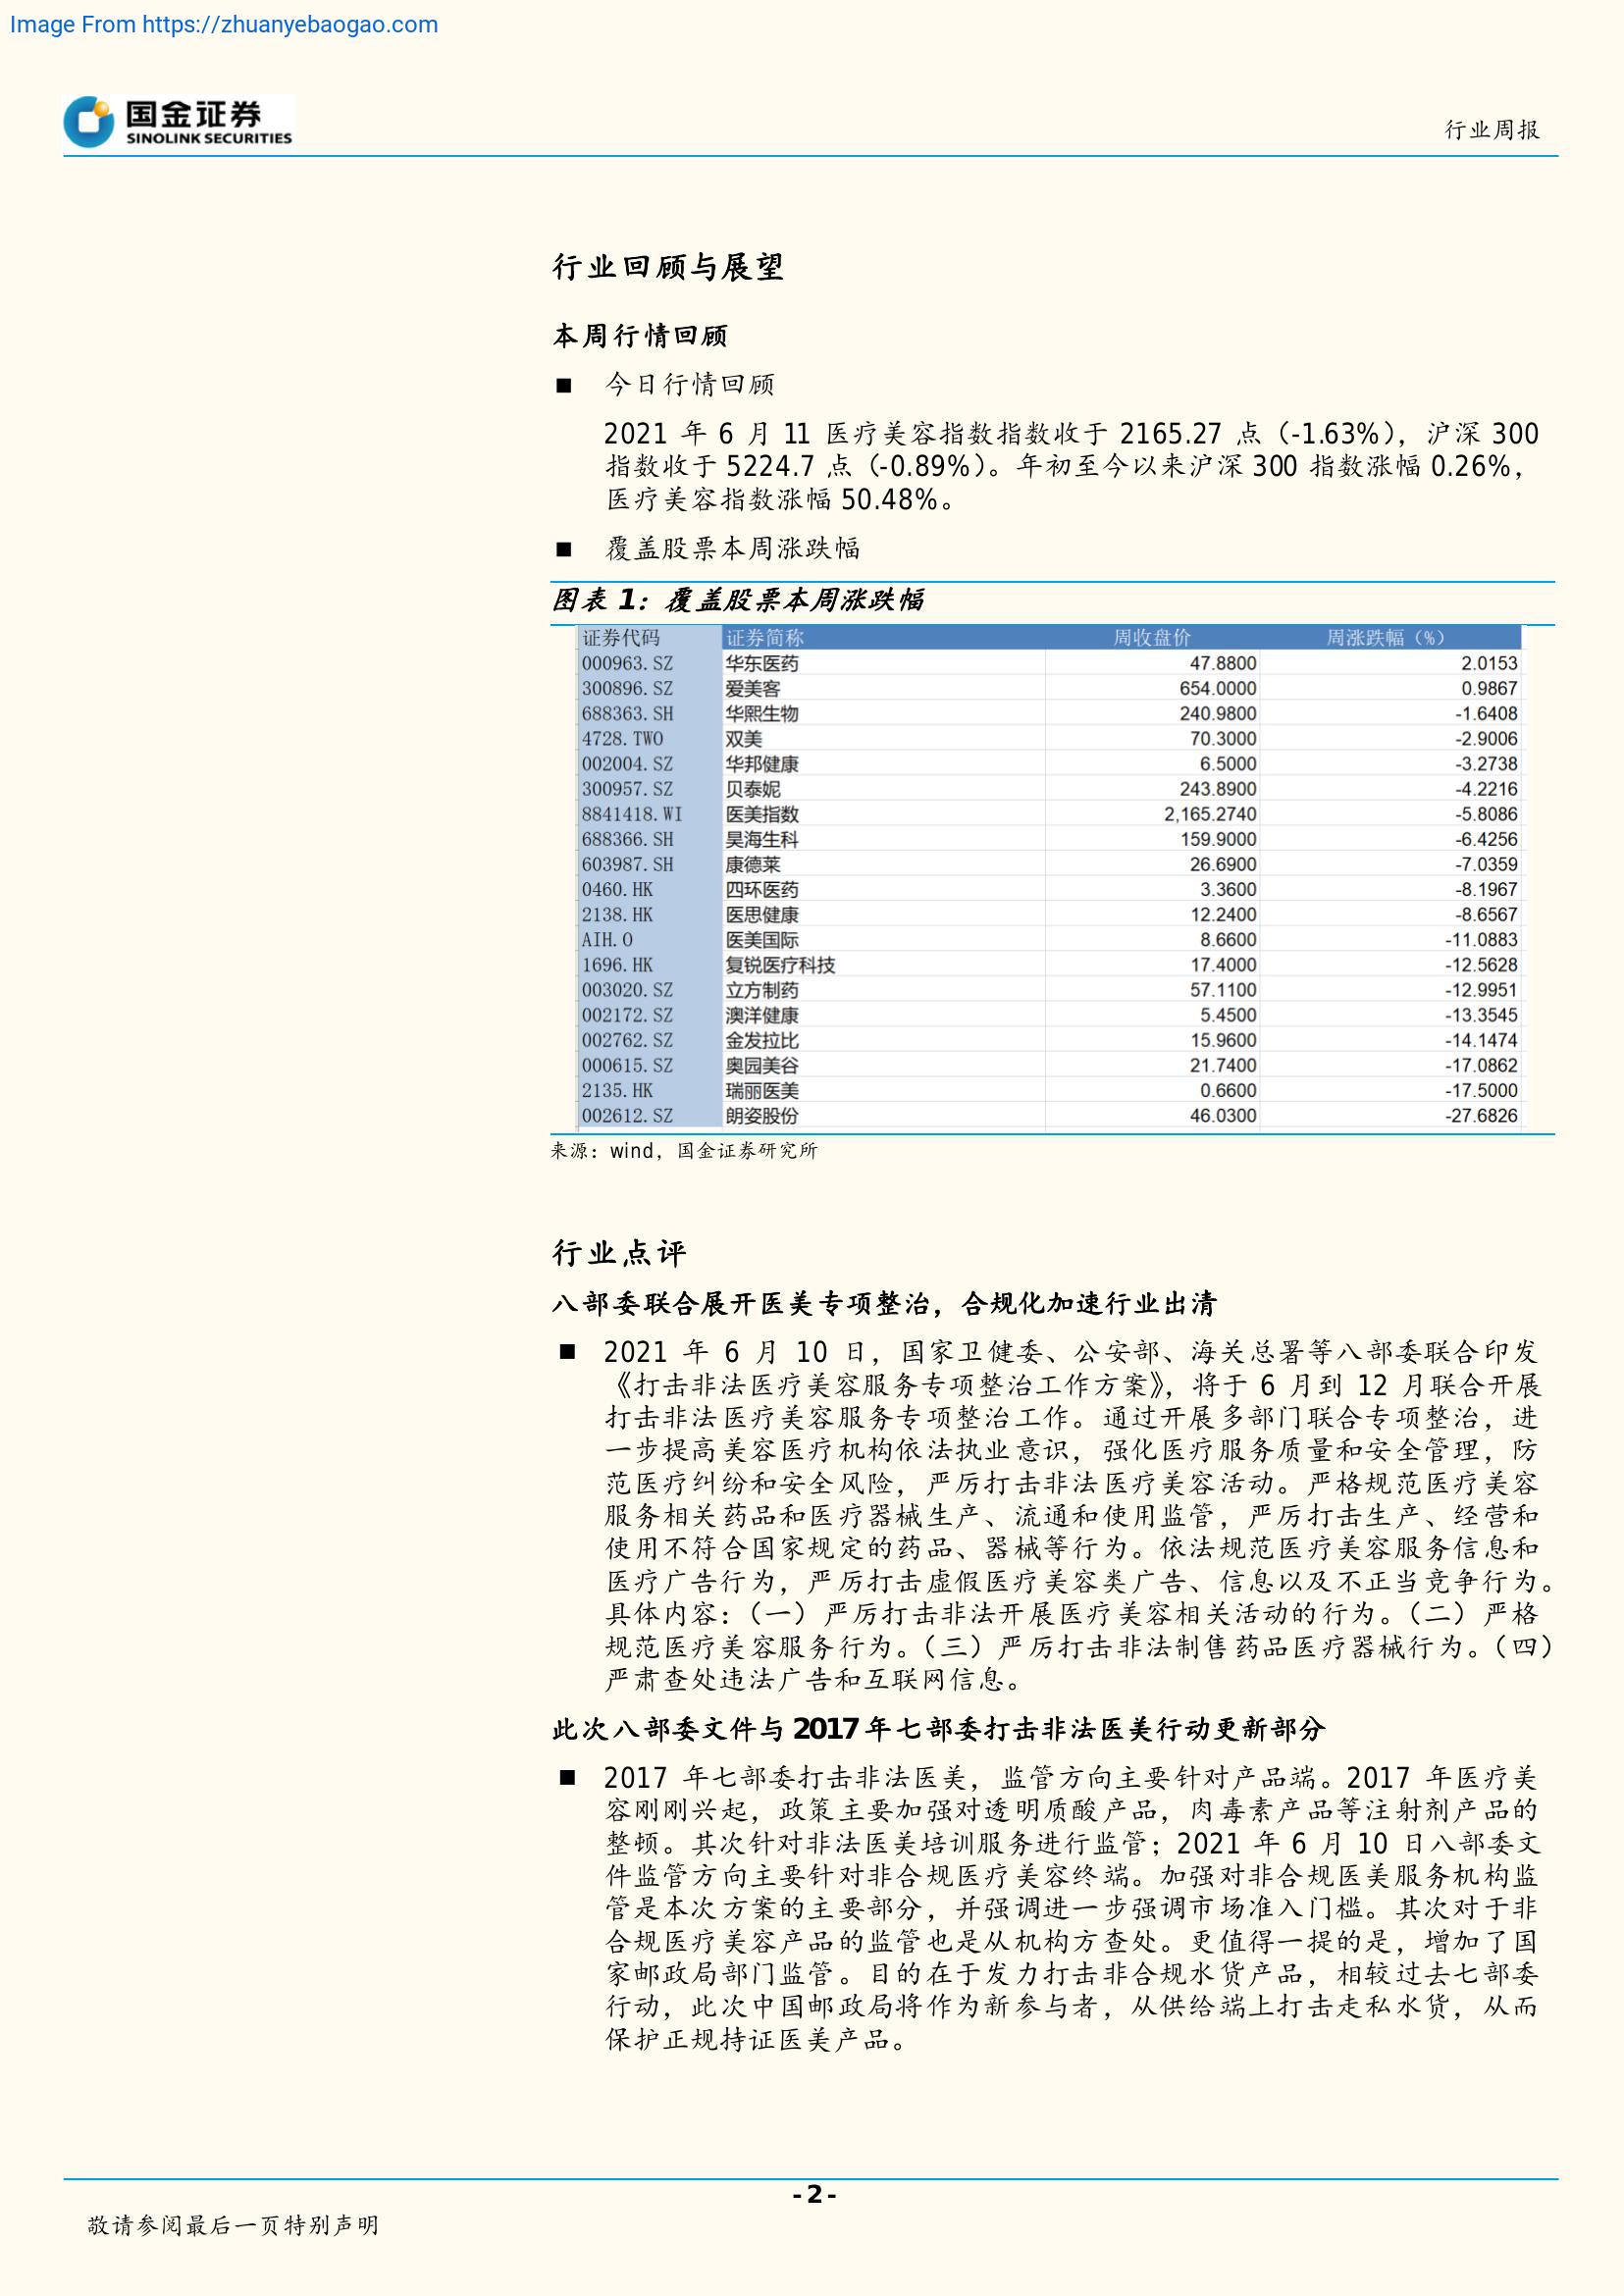 Image From https://zhuanyebaogao.com
国金证券
SINOLINK SECURITIES
行业周报
行业回顾与展望
本周行情回顾
■ 今日行情回顾
2021 年 6 月 11 医疗美容指数指数收于 2165.27 点（-1.63%），沪深 300
指数收于 5224.7 点（-0.89%）。年初至今以来沪深 300 指数涨幅 0.26%，
医疗美容指数涨幅 50.48%。
■ 覆盖股票本周涨跌幅
图表 1：覆盖股票本周涨跌幅
证券代码 证券简称 周收盘价 周涨跌幅（%）
000963.SZ 华东医药 47.8800 2.0153
300896.SZ 爱美客 654.0000 0.9867
688363.SH 华熙生物 240.9800 -1.6408
4728.TWO 双美 70.3000 -2.9006
002004.SZ 华邦健康 6.5000 -3.2738
300957.SZ 贝泰妮 243.8900 -4.2216
8841418.WI 医美指数 2,165.2740 -5.8086
688366.SH 昊海生科 159.9000 -6.4256
603987.SH 康德莱 26.6900 -7.0359
0460.HK 四环医药 3.3600 -8.1967
2138.HK 医思健康 12.2400 -8.6567
AIH.O 医美国际 8.6600 -11.0883
1696.HK 复锐医疗科技 17.4000 -12.5628
003020.SZ 立方制药 57.1100 -12.9951
002172.SZ 澳洋健康 5.4500 -13.3545
002762.SZ 金发拉比 15.9600 -14.1474
000615.SZ 奥园美谷 21.7400 -17.0862
2135.HK 瑞丽医美 0.6600 -17.5000
002612.SZ 朗姿股份 46.0300 -27.6826
来源：wind，国金证券研究所
行业点评
八部委联合展开医美专项整治，合规化加速行业出清
■ 2021 年 6 月 10 日，国家卫健委、公安部、海关总署等八部委联合印发
《打击非法医疗美容服务专项整治工作方案》，将于 6 月到 12 月联合开展
打击非法医疗美容服务专项整治工作。通过开展多部门联合专项整治，进
一步提高美容医疗机构依法执业意识，强化医疗服务质量和安全管理，防
范医疗纠纷和安全风险，严厉打击非法医疗美容活动。严格规范医疗美容
服务相关药品和医疗器械生产、流通和使用监管，严厉打击生产、经营和
使用不符合国家规定的药品、器械等行为。依法规范医疗美容服务信息和
医疗广告行为，严厉打击虚假医疗美容类广告、信息以及不正当竞争行为。
具体内容：（一）严厉打击非法开展医疗美容相关活动的行为。（二）严格
规范医疗美容服务行为。（三）严厉打击非法制售药品医疗器械行为。（四）
严肃查处违法广告和互联网信息。
此次八部委文件与 2017 年七部委打击非法医美行动更新部分
■ 2017 年七部委打击非法医美，监管方向主要针对产品端。2017 年医疗美
容刚刚兴起，政策主要加强对透明质酸产品，肉毒素产品等注射剂产品的
整顿。其次针对非法医美培训服务进行监管；2021 年 6 月 10 日八部委文
件监管方向主要针对非合规医疗美容终端。加强对非合规医美服务机构监
管是本次方案的主要部分，并强调进一步强调市场准入门槛。其次对于非
合规医疗美容产品的监管也是从机构方查处。更值得一提的是，增加了国
家邮政局部门监管。目的在于发力打击非合规水货产品，相较过去七部委
行动，此次中国邮政局将作为新参与者，从供给端上打击走私水货，从而
保护正规持证医美产品。
- 2 -
敬请参阅最后一页特别声明